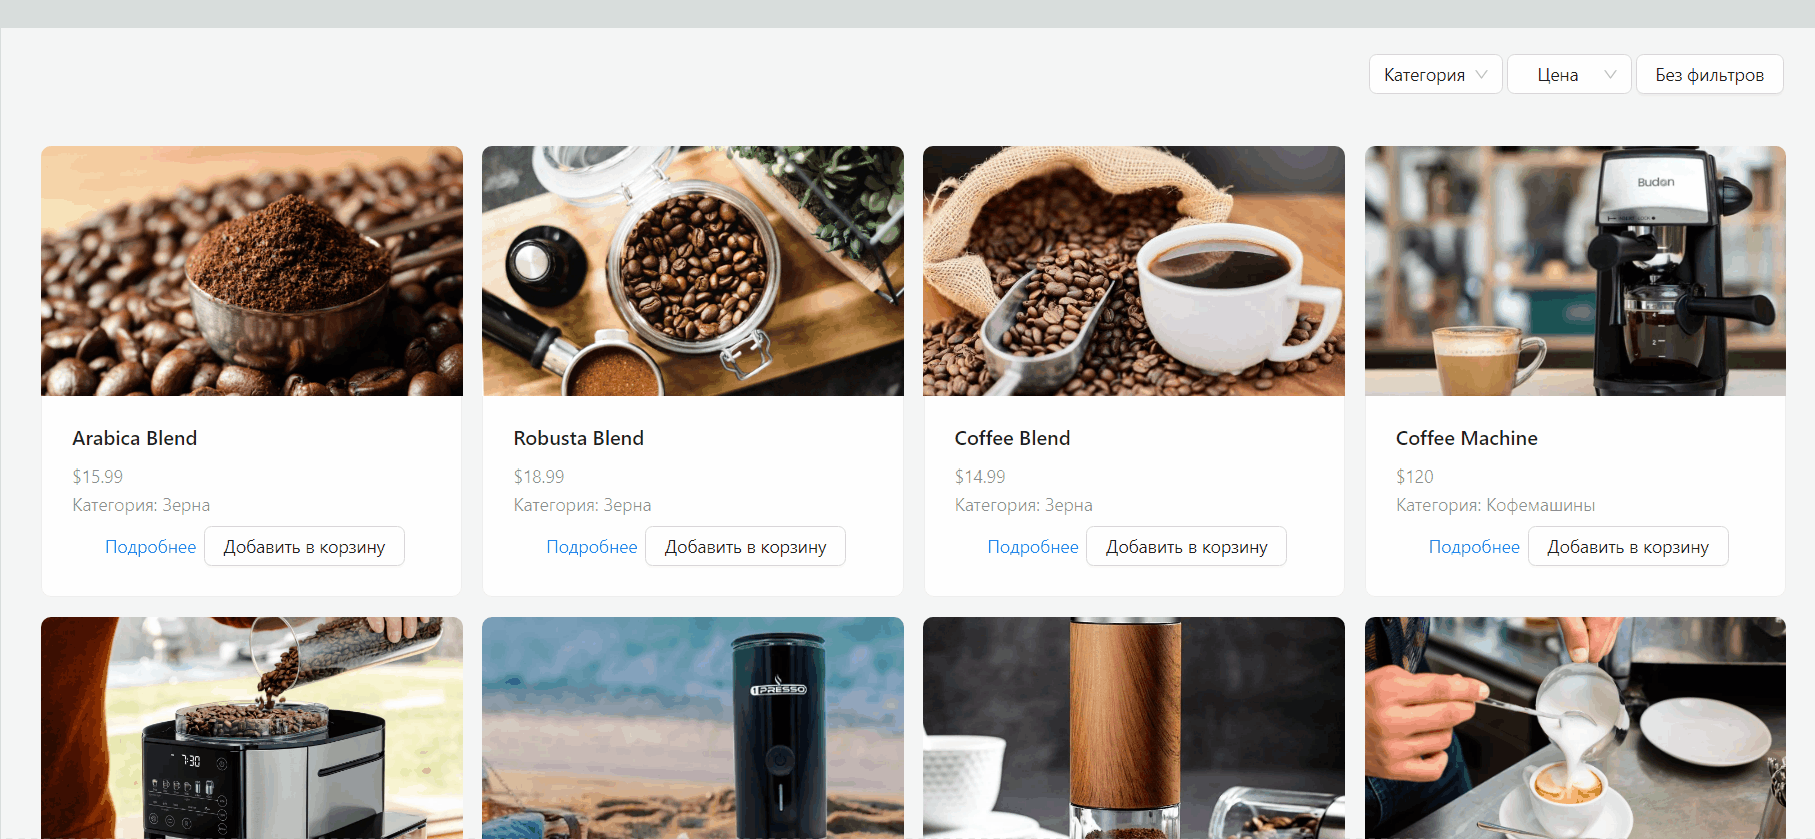 Категория Цена Без фильтров
Budan
Arabica Blend
$15.99
Категория: Зерна
Подробнее Добавить в корзину
Robusta Blend
$18.99
Категория: Зерна
Подробнее Добавить в корзину
Coffee Blend
$14.99
Категория: Зерна
Подробнее Добавить в корзину
Coffee Machine
$120
Категория: Кофемашины
Подробнее Добавить в корзину
7:30
1PRESSO